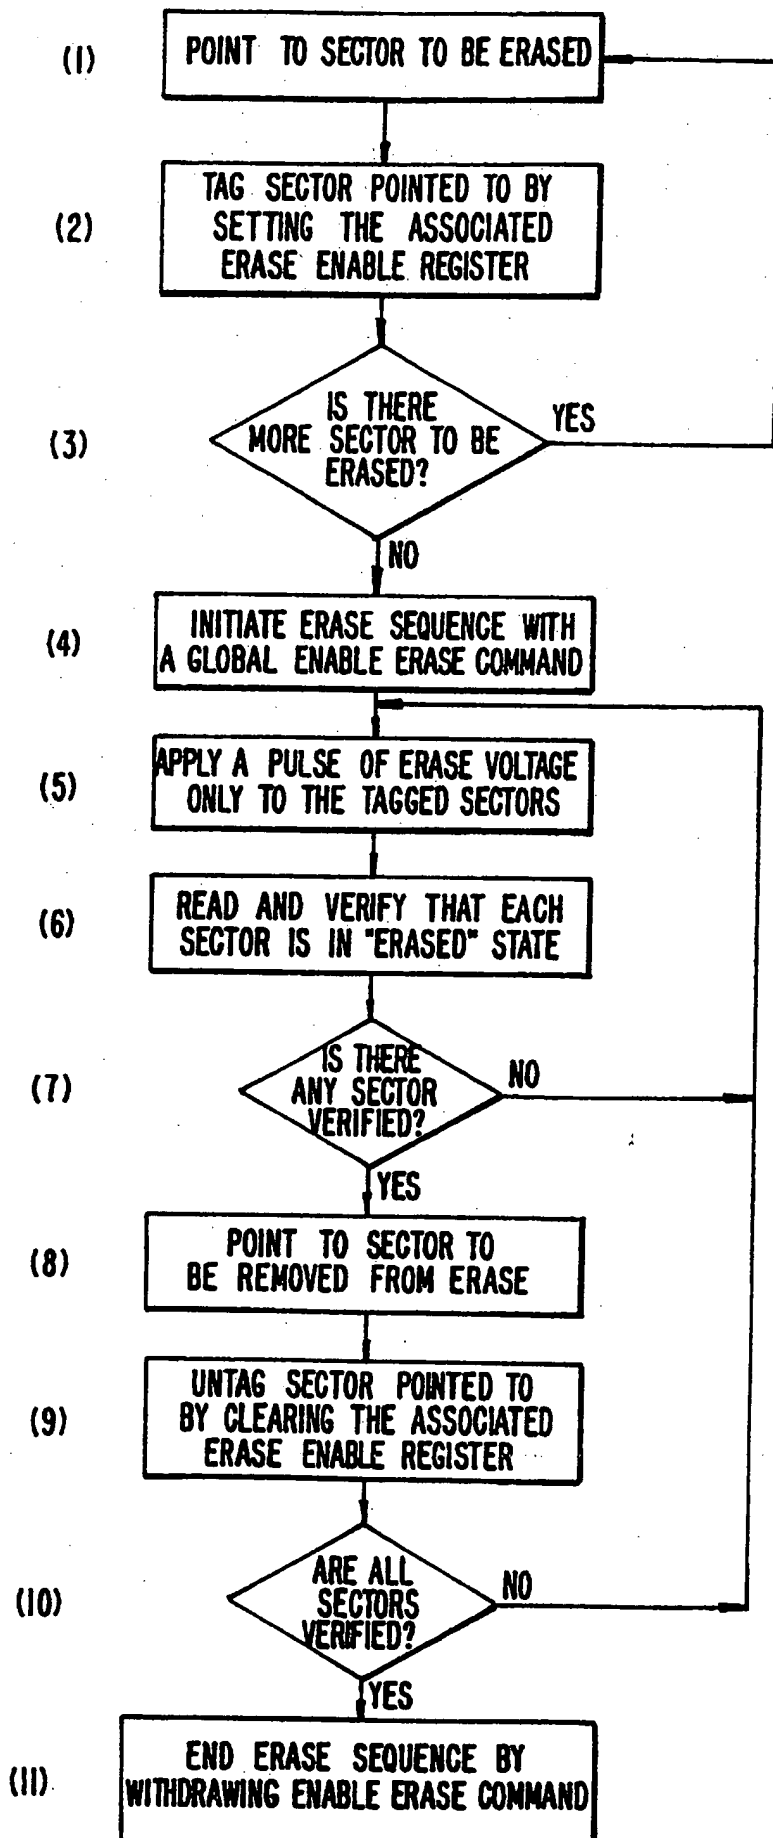 (1)
POINT TO SECTOR TO BE ERASED
(2)
TAG SECTOR POINTED TO BY
SETTING THE ASSOCIATED
ERASE ENABLE REGISTER
(3)
IS THERE
MORE SECTOR TO BE
ERASED?
YES
NO
(4)
INITIATE ERASE SEQUENCE WITH
A GLOBAL ENABLE ERASE COMMAND
(5)
APPLY A PULSE OF ERASE VOLTAGE
ONLY TO THE TAGGED SECTORS
(6)
READ AND VERIFY THAT EACH
SECTOR IS IN "ERASED" STATE
(7)
IS THERE
ANY SECTOR
VERIFIED?
NO
YES
(8)
POINT TO SECTOR TO
BE REMOVED FROM ERASE
(9)
UNTAG SECTOR POINTED TO
BY CLEARING THE ASSOCIATED
ERASE ENABLE REGISTER
(10)
ARE ALL
SECTORS
VERIFIED?
NO
YES
(11)
END ERASE SEQUENCE BY
WITHDRAWING ENABLE ERASE COMMAND